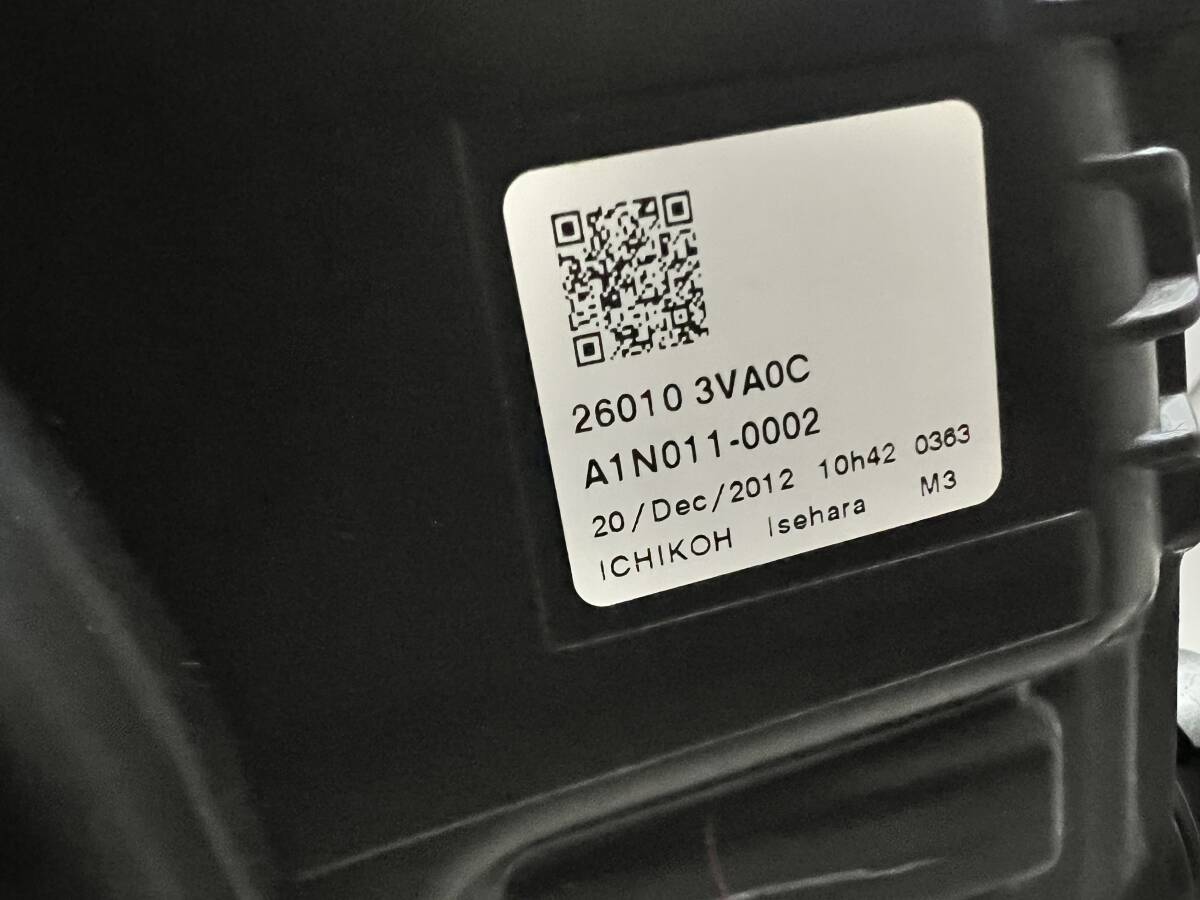 26010 3VA0C
A1N011-0002
20/Dec/2012 10h42 0363
ICHIKOH Isehara M3